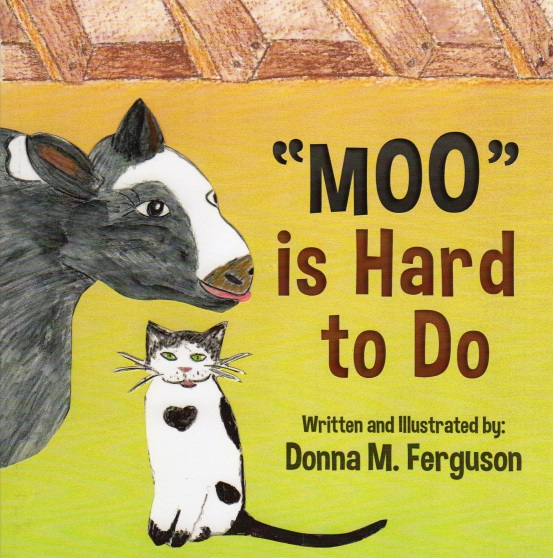 “MOO”
is Hard
to Do
Written and Illustrated by:
Donna M. Ferguson